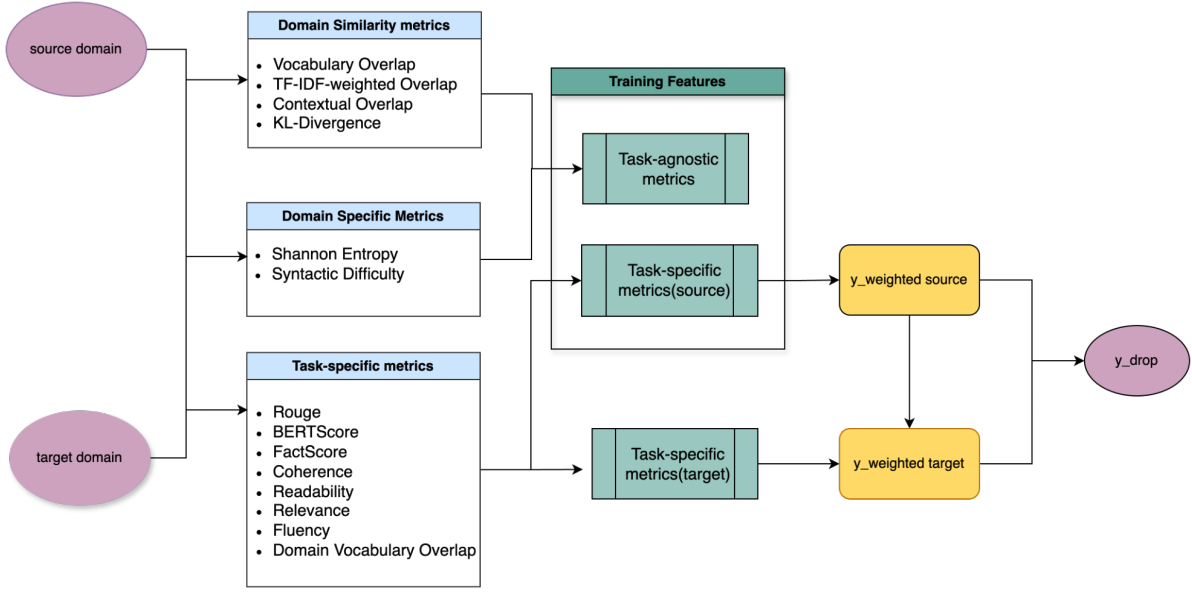 source domain
target domain
Domain Similarity metrics
Vocabulary Overlap
TF-IDF-weighted Overlap
Contextual Overlap
KL-Divergence
Domain Specific Metrics
Shannon Entropy
Syntactic Difficulty
Task-specific metrics
Rouge
BERTScore
FactScore
Coherence
Readability
Relevance
Fluency
Domain Vocabulary Overlap
Training Features
Task-agnostic
metrics
Task-specific
metrics(source)
Task-specific
metrics(target)
y_weighted source
y_weighted target
y_drop